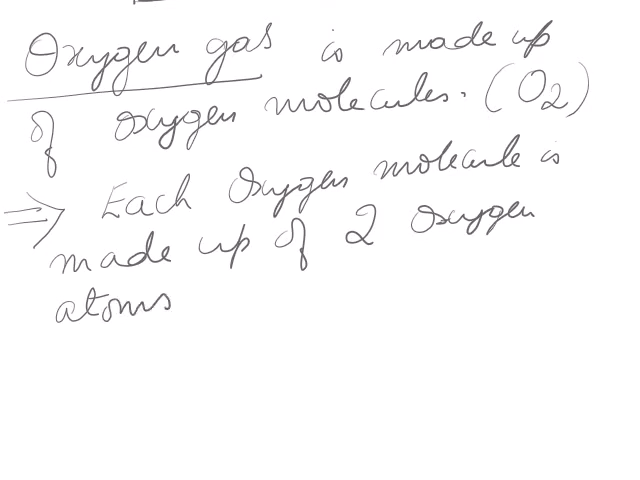 Oxygen gas is made up
of oxygen molecules. (O₂)
⇒ Each Oxygen molecule is
made up of 2 Oxygen
atoms